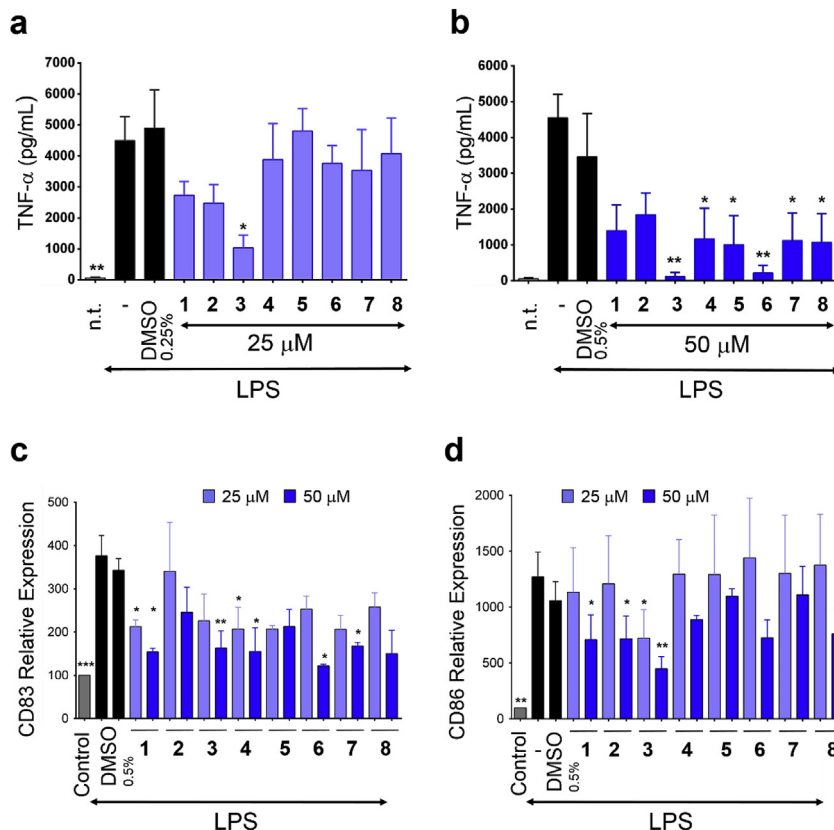 a
TNF-α (pg/mL)
7000
6000
5000
4000
3000
2000
1000
0
**
*
n.t.
-
DMSO
0.25%
1 2 3 4 5 6 7 8
25 μM
LPS
b
TNF-α (pg/mL)
6000
5000
4000
3000
2000
1000
0
** * * ** * *
n.t.
-
DMSO
0.5%
1 2 3 4 5 6 7 8
50 μM
LPS
c
CD83 Relative Expression
500
400
300
200
100
0
25 μM 50 μM
*** * * ** * * * *
Control
DMSO
0.5%
1 2 3 4 5 6 7 8
LPS
d
CD86 Relative Expression
2000
1500
1000
500
0
25 μM 50 μM
** * * * **
Control
-
DMSO
0.5%
1 2 3 4 5 6 7 8
LPS